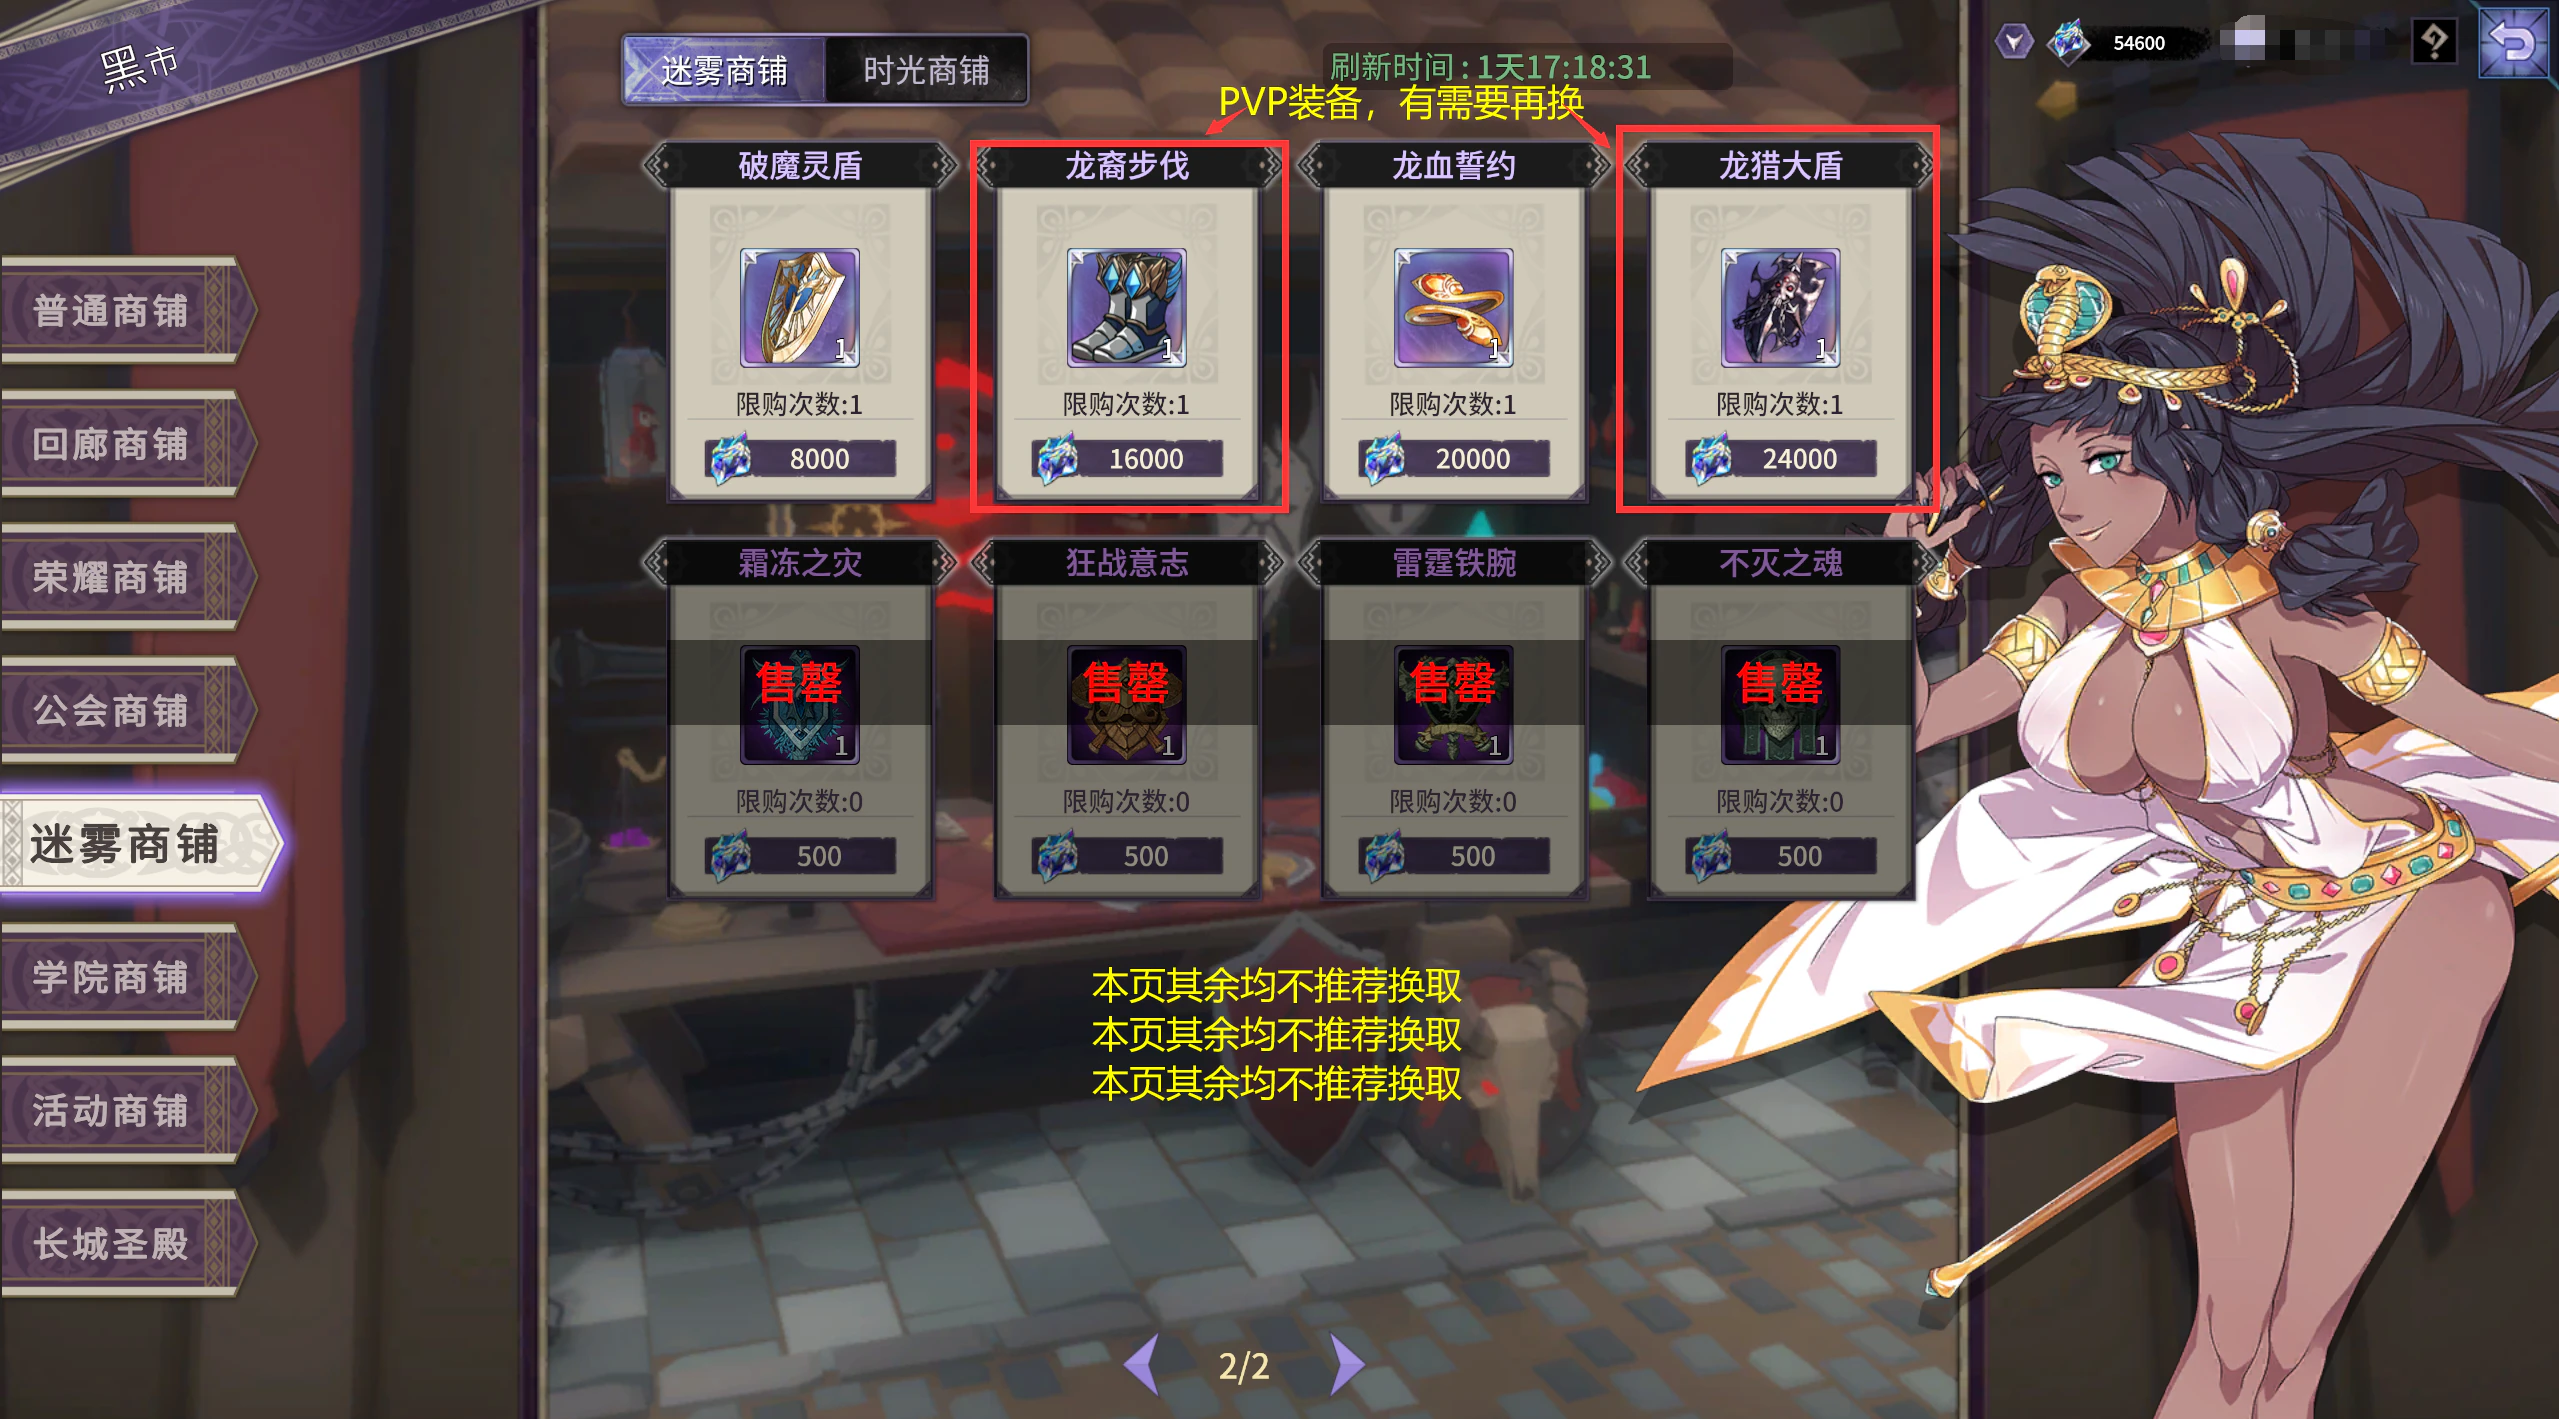 黑市
迷雾商铺
时光商铺
刷新时间:1天17:18:31
54600
PVP装备，有需要再换
普通商铺
回廊商铺
荣耀商铺
公会商铺
迷雾商铺
学院商铺
活动商铺
长城圣殿
破魔灵盾
龙裔步伐
龙血誓约
龙猎大盾
1
1
1
1
限购次数:1
限购次数:1
限购次数:1
限购次数:1
8000
16000
20000
24000
霜冻之灾
狂战意志
雷霆铁腕
不灭之魂
售罄
售罄
售罄
售罄
1
1
1
1
限购次数:0
限购次数:0
限购次数:0
限购次数:0
500
500
500
500
本页其余均不推荐换取
本页其余均不推荐换取
本页其余均不推荐换取
2/2